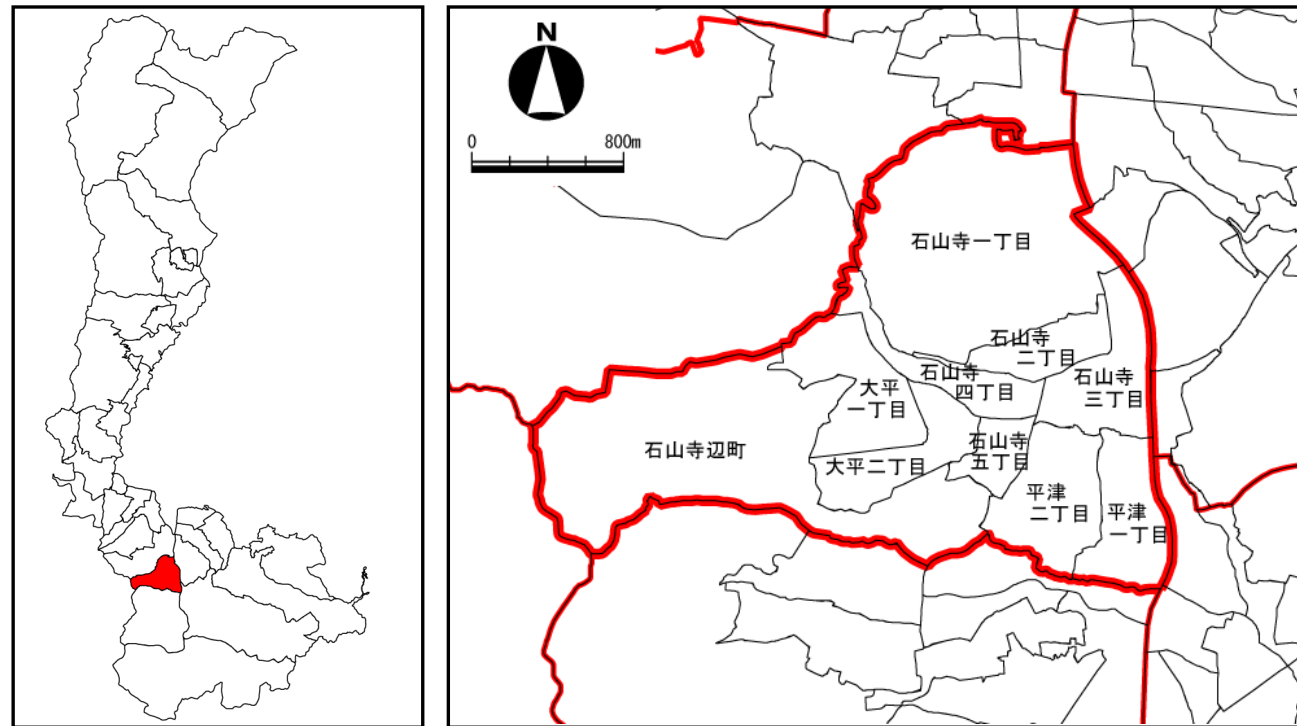 N
0 800m
石山寺一丁目
石山寺
二丁目
石山寺
四丁目
石山寺
三丁目
大平
一丁目
石山寺辺町
大平二丁目
石山寺
五丁目
平津
二丁目
平津
一丁目